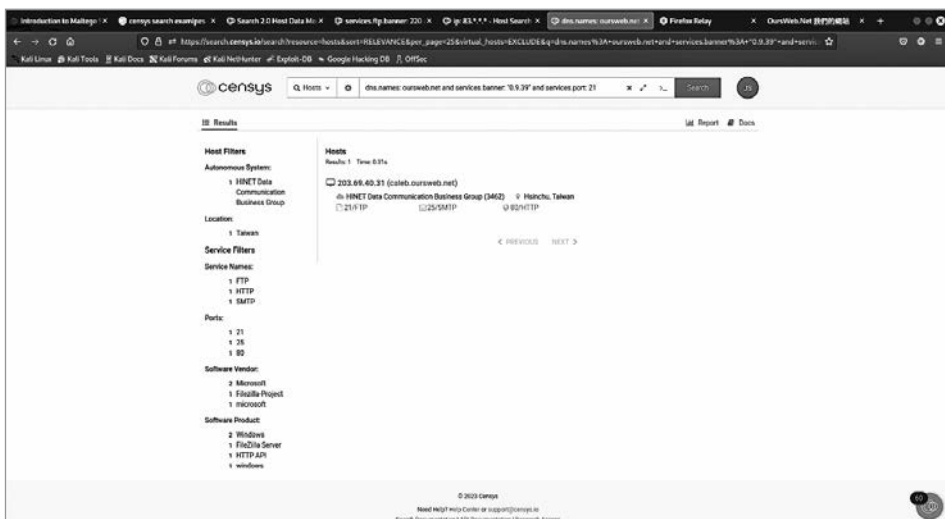 Introduction to Maltego
censys search examples
Search 2.0 Host Data Mo
services.ftp.banner: 220
ip: 83.*.*.* - Host Search
dns.names: oursweb.net
Firefox Relay
OursWeb.Net 我們的網站
https://search.censys.io/search?resource=hosts&sort=RELEVANCE&per_page=25&virtual_hosts=EXCLUDE&q=dns.names%3A+oursweb.net+and+services.banner%3A+"0.9.39"+and+servic
Kali Linux Kali Tools Kali Docs Kali Forums Kali NetHunter Exploit-DB Google Hacking DB OffSec
censys Hosts dns.names: oursweb.net and services.banner: "0.9.39" and services.port: 21 Search JS
Results Report Docs
Host Filters
Autonomous System:
1 HINET Data
Communication
Business Group
Location:
1 Taiwan
Service Filters
Service Names:
1 FTP
1 HTTP
1 SMTP
Ports:
1 21
1 25
1 80
Software Vendor:
2 Microsoft
1 Filezilla-Project
1 microsoft
Software Product:
2 Windows
1 FileZilla Server
1 HTTP API
1 windows
Hosts
Results: 1 Time: 0.31s
203.69.40.31 (caleb.oursweb.net)
HINET Data Communication Business Group (3462) Hsinchu, Taiwan
21/FTP 25/SMTP 80/HTTP
PREVIOUS NEXT
© 2023 Censys
Need Help? Help Center or support@censys.io
60